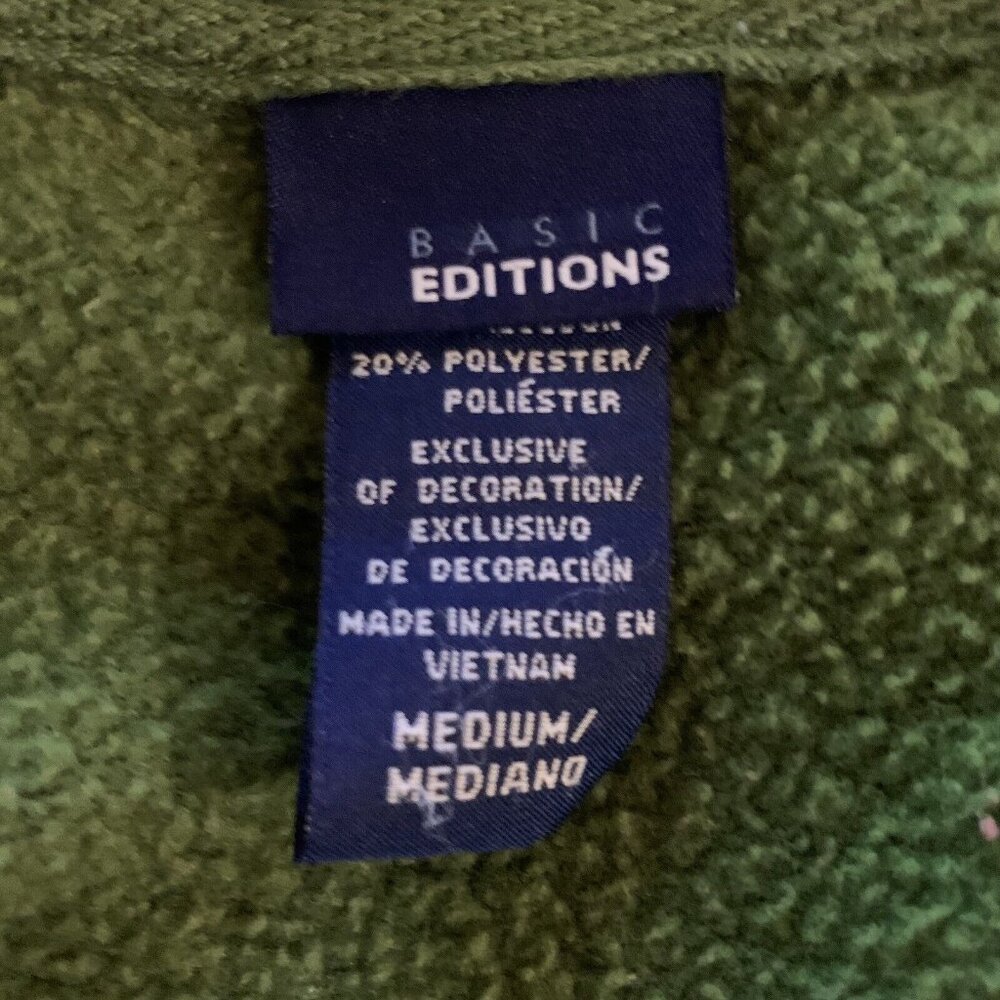 BASIC
EDITIONS
20% POLYESTER/
POLIÉSTER
EXCLUSIVE
OF DECORATION/
EXCLUSIVO
DE DECORACIÓN
MADE IN/HECHO EN
VIETNAM
MEDIUM/
MEDIANO